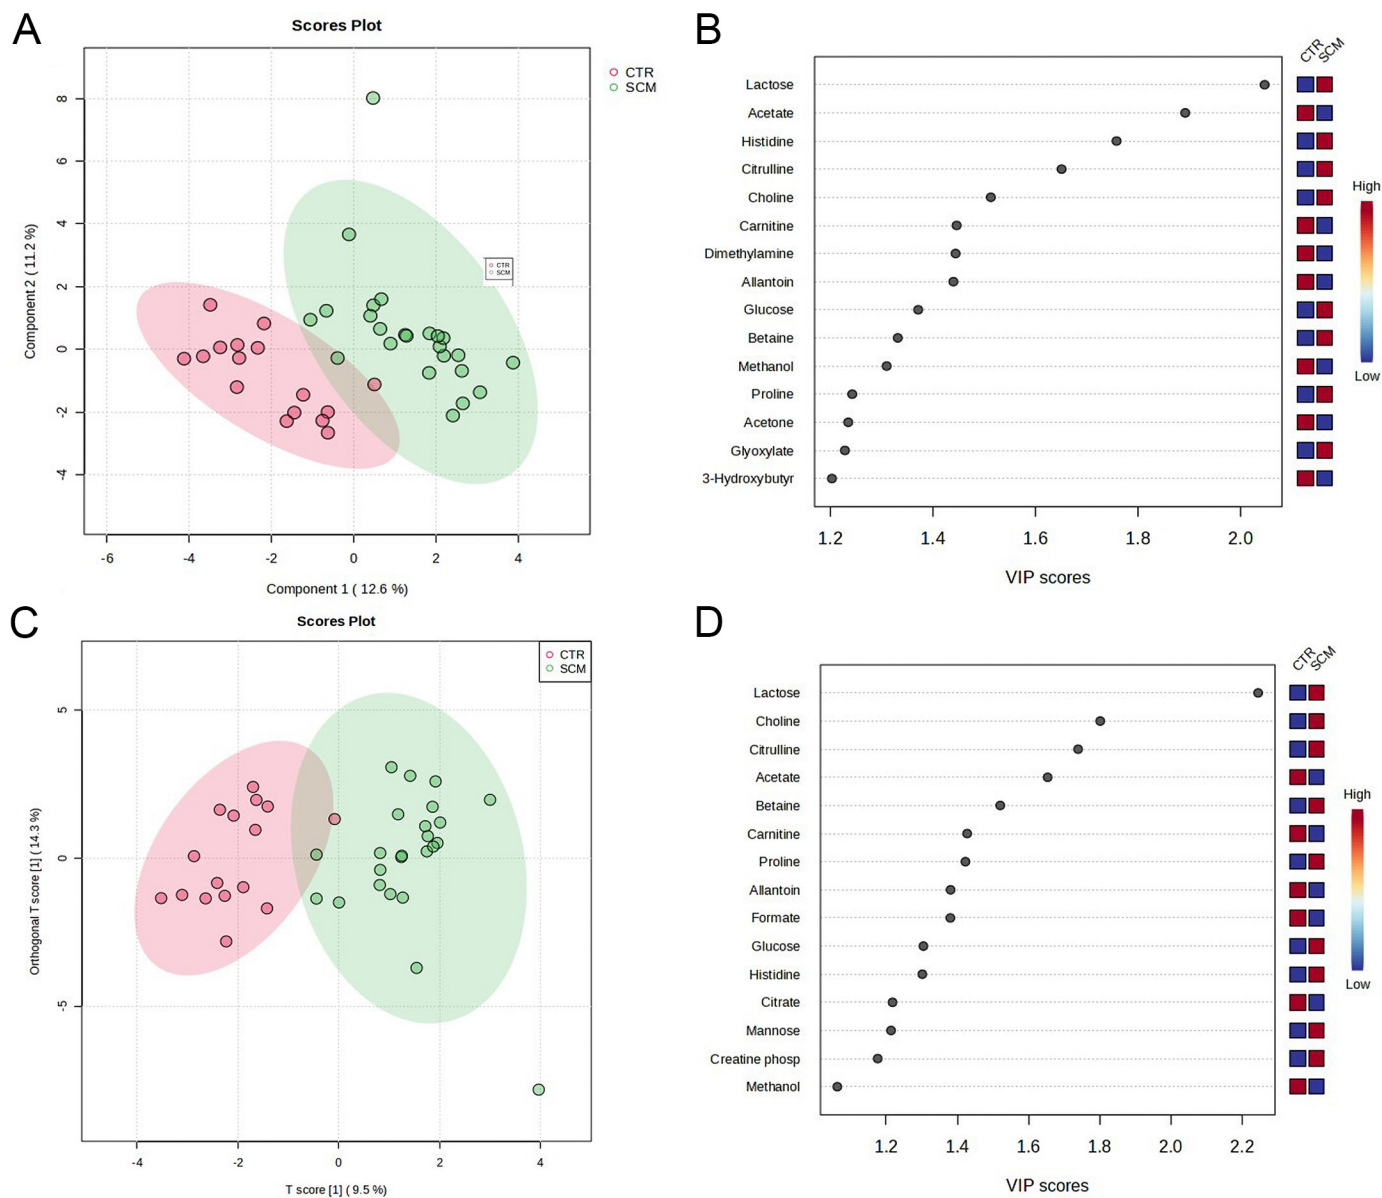 A
Scores Plot
CTR
SCM
CTR
SCM
8
6
4
2
0
-2
-4
Component 2 ( 11.2 %)
-6
-4
-2
0
2
4
Component 1 ( 12.6 %)
B
CTR
SCM
Lactose
Acetate
Histidine
Citrulline
Choline
Carnitine
Dimethylamine
Allantoin
Glucose
Betaine
Methanol
Proline
Acetone
Glyoxylate
3-Hydroxybutyr
1.2
1.4
1.6
1.8
2.0
VIP scores
High
Low
C
Scores Plot
CTR
SCM
5
0
-5
Orthogonal T score [1] ( 14.3 %)
-4
-2
0
2
4
T score [1] ( 9.5 %)
D
CTR
SCM
Lactose
Choline
Citrulline
Acetate
Betaine
Carnitine
Proline
Allantoin
Formate
Glucose
Histidine
Citrate
Mannose
Creatine phosp
Methanol
1.2
1.4
1.6
1.8
2.0
2.2
VIP scores
High
Low